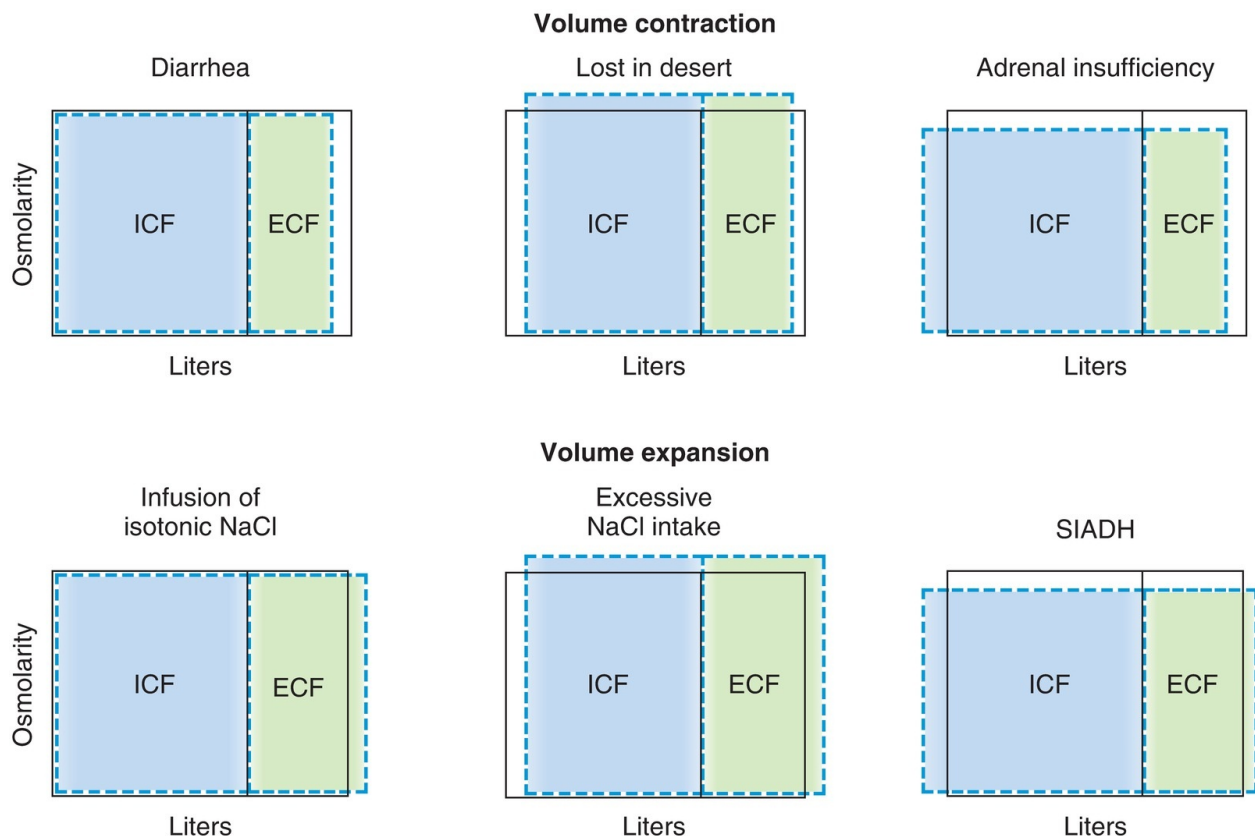 Volume contraction
Diarrhea
Lost in desert
Adrenal insufficiency
Osmolarity
ICF
ECF
ICF
ECF
ICF
ECF
Liters
Liters
Liters
Volume expansion
Infusion of
isotonic NaCl
Excessive
NaCl intake
SIADH
Osmolarity
ICF
ECF
ICF
ECF
ICF
ECF
Liters
Liters
Liters